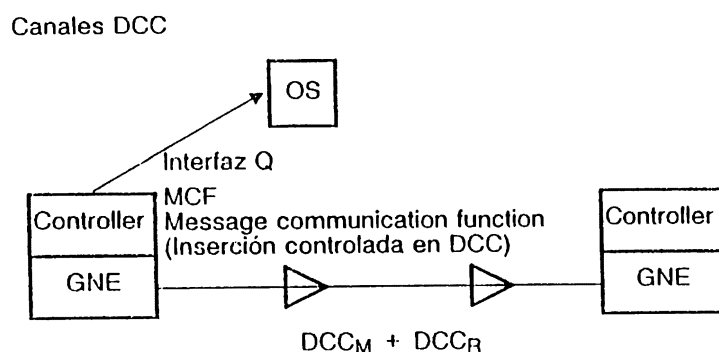 Canales DCC
OS
Interfaz Q
MCF
Message communication function
(Inserción controlada en DCC)
Controller
GNE
Controller
GNE
DCCM + DCCR